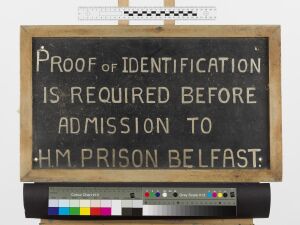 PROOF OF IDENTIFICATION
IS REQUIRED BEFORE
ADMISSION TO
H.M. PRISON BELFAST.